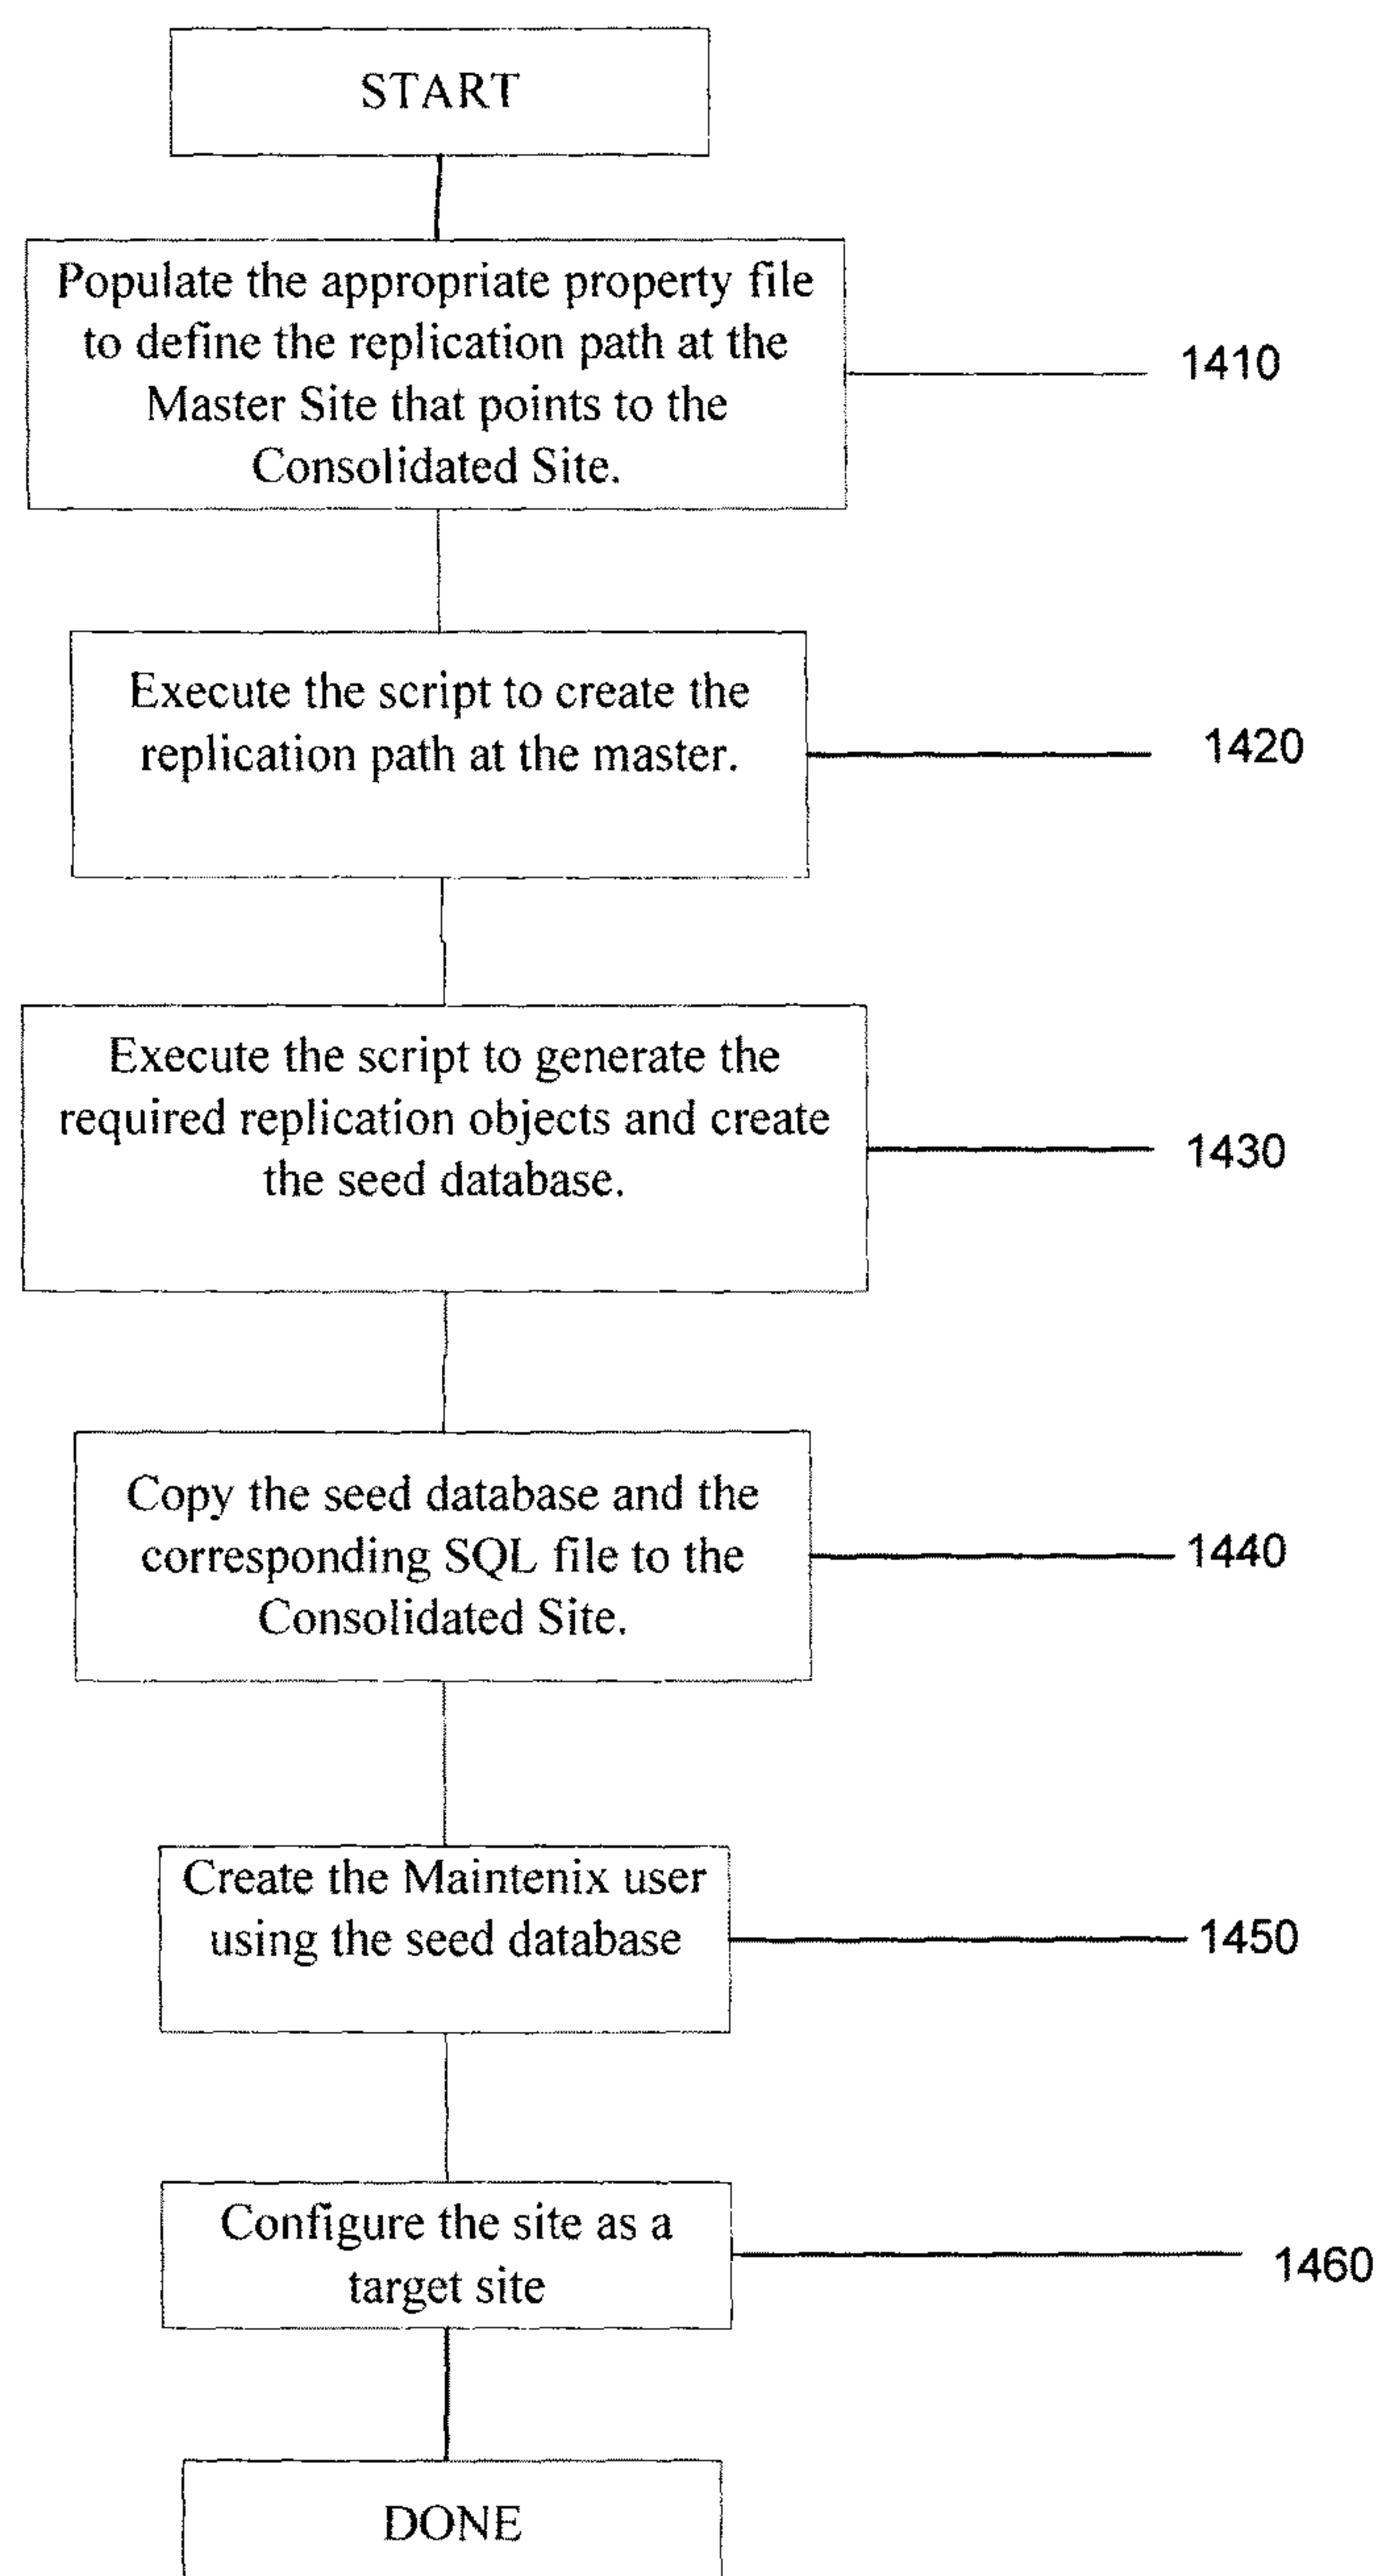 START
Populate the appropriate property file
to define the replication path at the
Master Site that points to the
Consolidated Site.
1410
Execute the script to create the
replication path at the master.
1420
Execute the script to generate the
required replication objects and create
the seed database.
1430
Copy the seed database and the
corresponding SQL file to the
Consolidated Site.
1440
Create the Maintenix user
using the seed database
1450
Configure the site as a
target site
1460
DONE